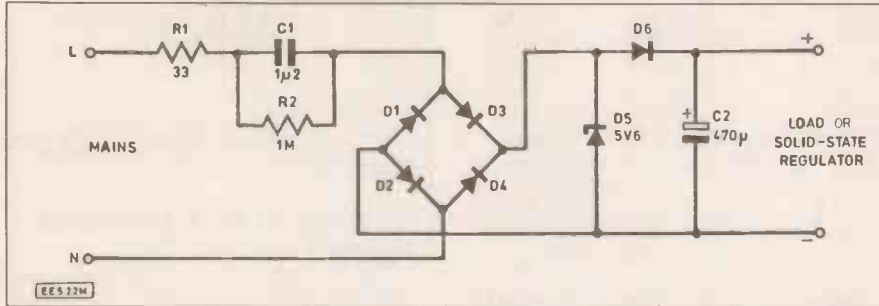 L
R1
33
C1
1µ2
R2
1M
MAINS
D1
D3
D2
D4
D6
+
D5
5V6
+
C2
470µ
LOAD OR
SOLID-STATE
REGULATOR
N
−
EE522M